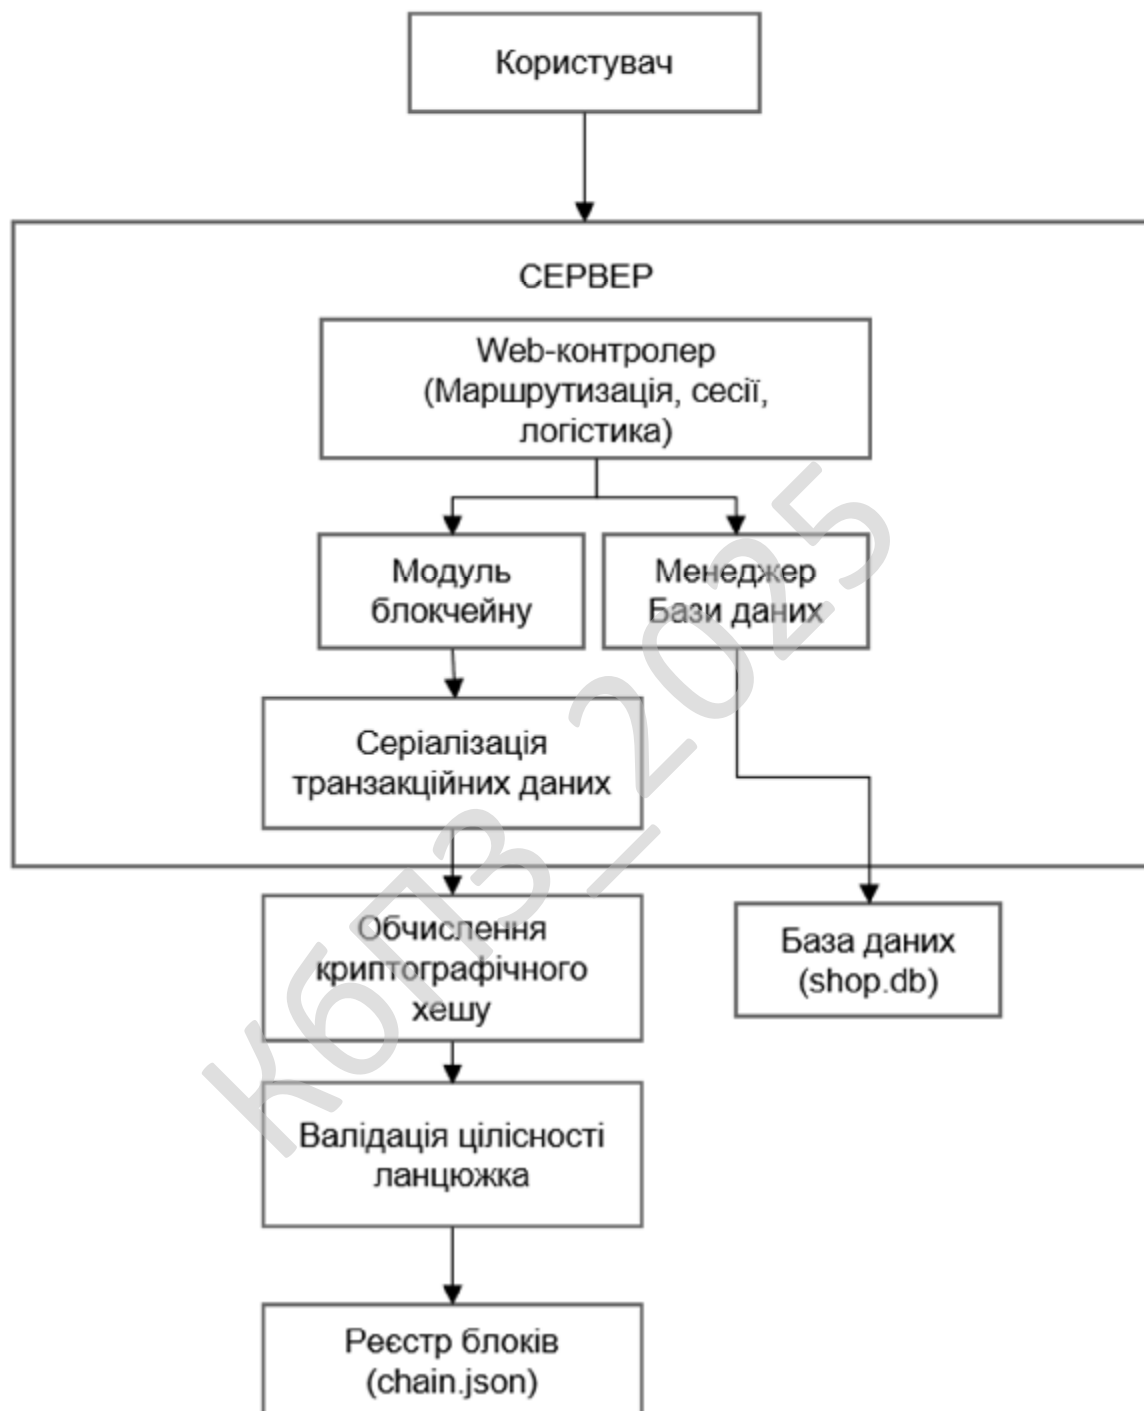 Користувач
СЕРВЕР
Web-контролер
(Маршрутизація, сесії,
логістика)
Модуль
блокчейну
Менеджер
Бази даних
Серіалізація
транзакційних даних
Обчислення
криптографічного
хешу
База даних
(shop.db)
Валідація цілісності
ланцюжка
Реєстр блоків
(chain.json)
КбПЗ_2025